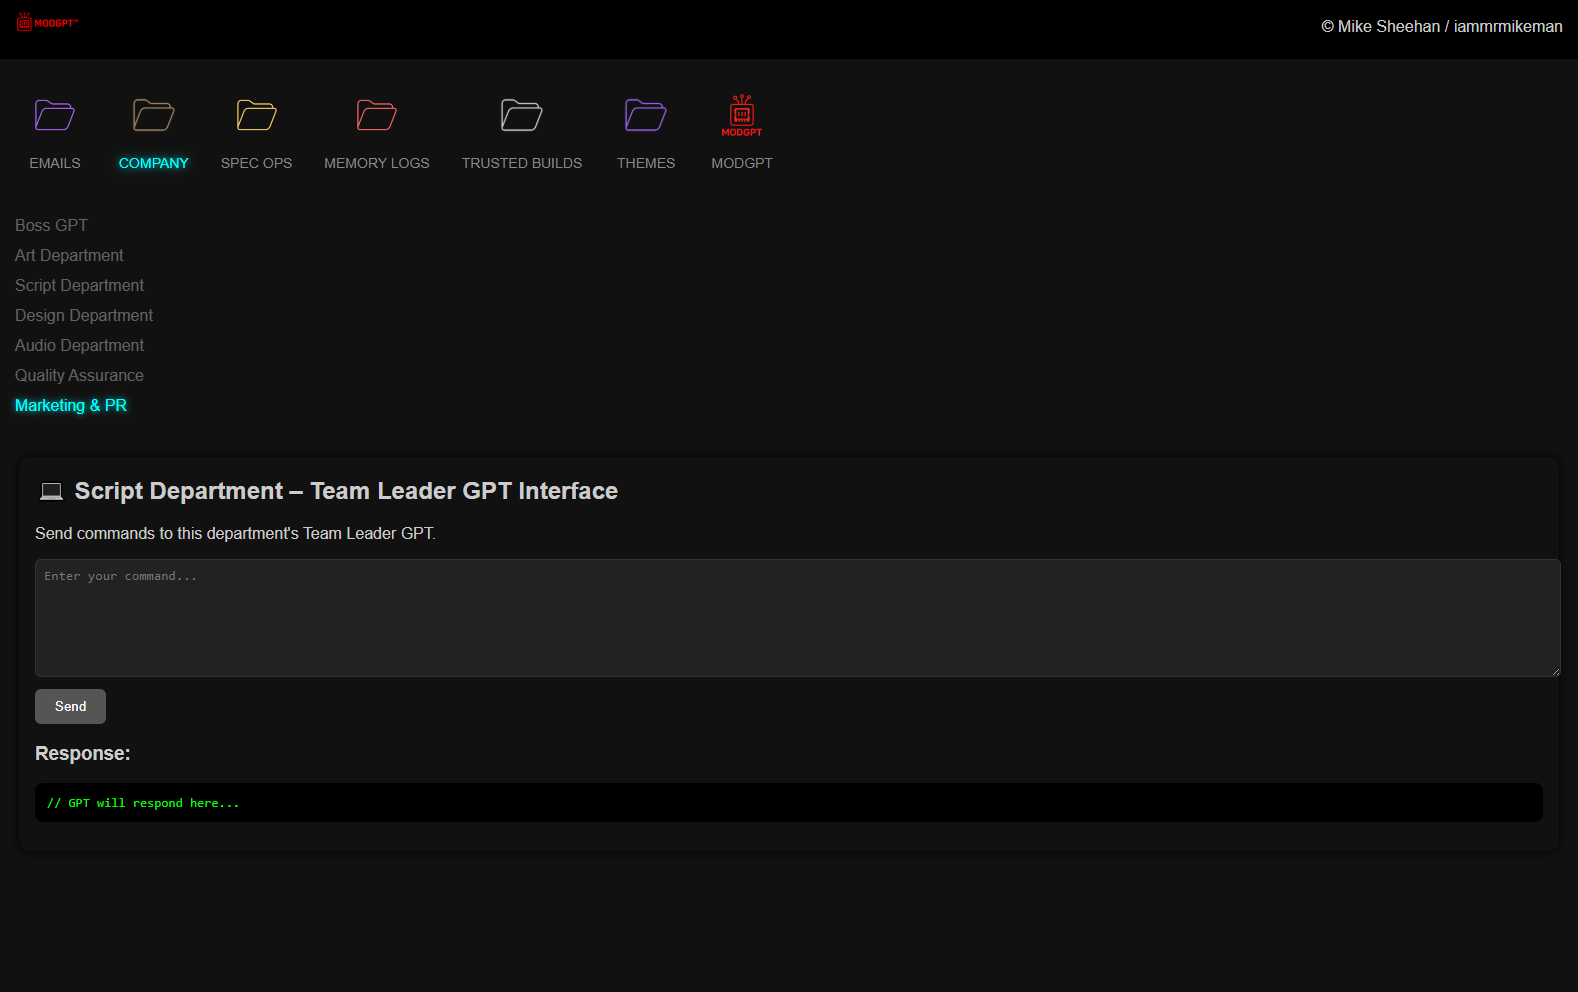 MODGPT™
© Mike Sheehan / iammrmikeman
MODGPT
EMAILS COMPANY SPEC OPS MEMORY LOGS TRUSTED BUILDS THEMES MODGPT
Boss GPT
Art Department
Script Department
Design Department
Audio Department
Quality Assurance
Marketing & PR
Script Department – Team Leader GPT Interface
Send commands to this department's Team Leader GPT.
Enter your command...
Send
Response:
// GPT will respond here...